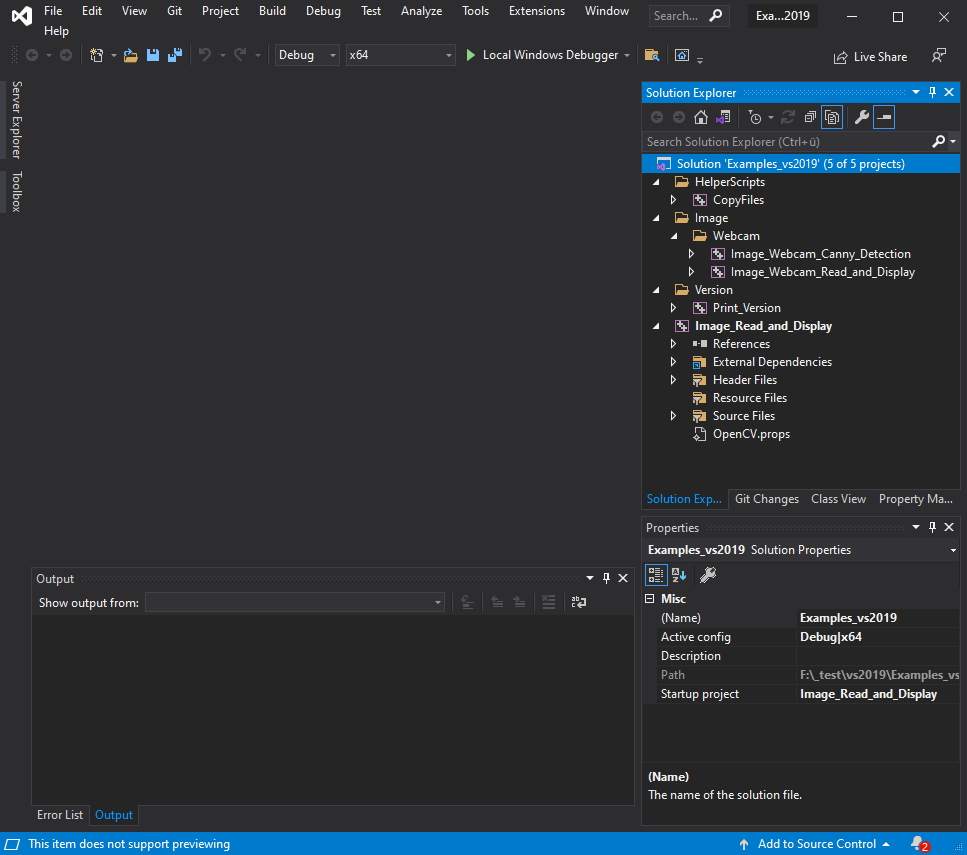 File Edit View Git Project Build Debug Test Analyze Tools Extensions Window Search... Exa...2019
Help
Debug x64 Local Windows Debugger Live Share
Server Explorer
Toolbox
Solution Explorer
Search Solution Explorer (Ctrl+ü)
Solution 'Examples_vs2019' (5 of 5 projects)
HelperScripts
CopyFiles
Image
Webcam
Image_Webcam_Canny_Detection
Image_Webcam_Read_and_Display
Version
Print_Version
Image_Read_and_Display
References
External Dependencies
Header Files
Resource Files
Source Files
OpenCV.props
Solution Exp... Git Changes Class View Property Ma...
Properties
Examples_vs2019 Solution Properties
Misc
(Name) Examples_vs2019
Active config Debug|x64
Description
Path F:\_test\vs2019\Examples_vs
Startup project Image_Read_and_Display
(Name)
The name of the solution file.
Output
Show output from:
Error List Output
This item does not support previewing Add to Source Control 2